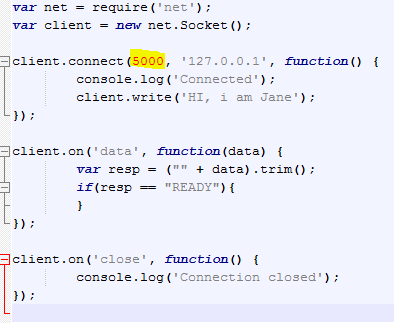 var net = require('net');
var client = new net.Socket();
client.connect(5000, '127.0.0.1', function() {
console.log('Connected');
client.write('HI, i am Jane');
});
client.on('data', function(data) {
var resp = ("" + data).trim();
if(resp == "READY"){
}
});
client.on('close', function() {
console.log('Connection closed');
});